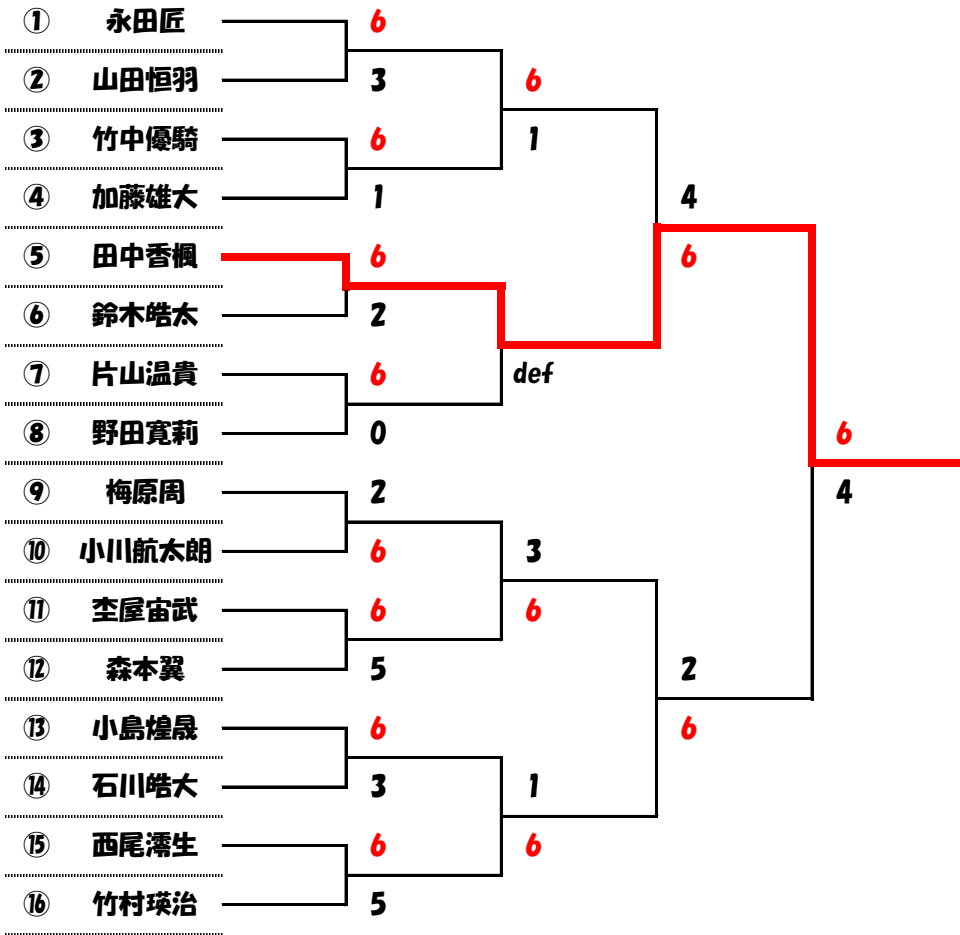 ① 永田匠 6
② 山田恒羽 3 6
③ 竹中優騎 6 1
④ 加藤雄大 1 4
⑤ 田中香楓 6 6
⑥ 鈴木皓太 2
⑦ 片山温貴 6 def
⑧ 野田寛莉 0 6
⑨ 梅原周 2 4
⑩ 小川航太朗 6 3
⑪ 杢屋宙武 6 6
⑫ 森本翼 5 2
⑬ 小島煌晟 6 6
⑭ 石川皓大 3 1
⑮ 西尾澪生 6 6
⑯ 竹村瑛治 5